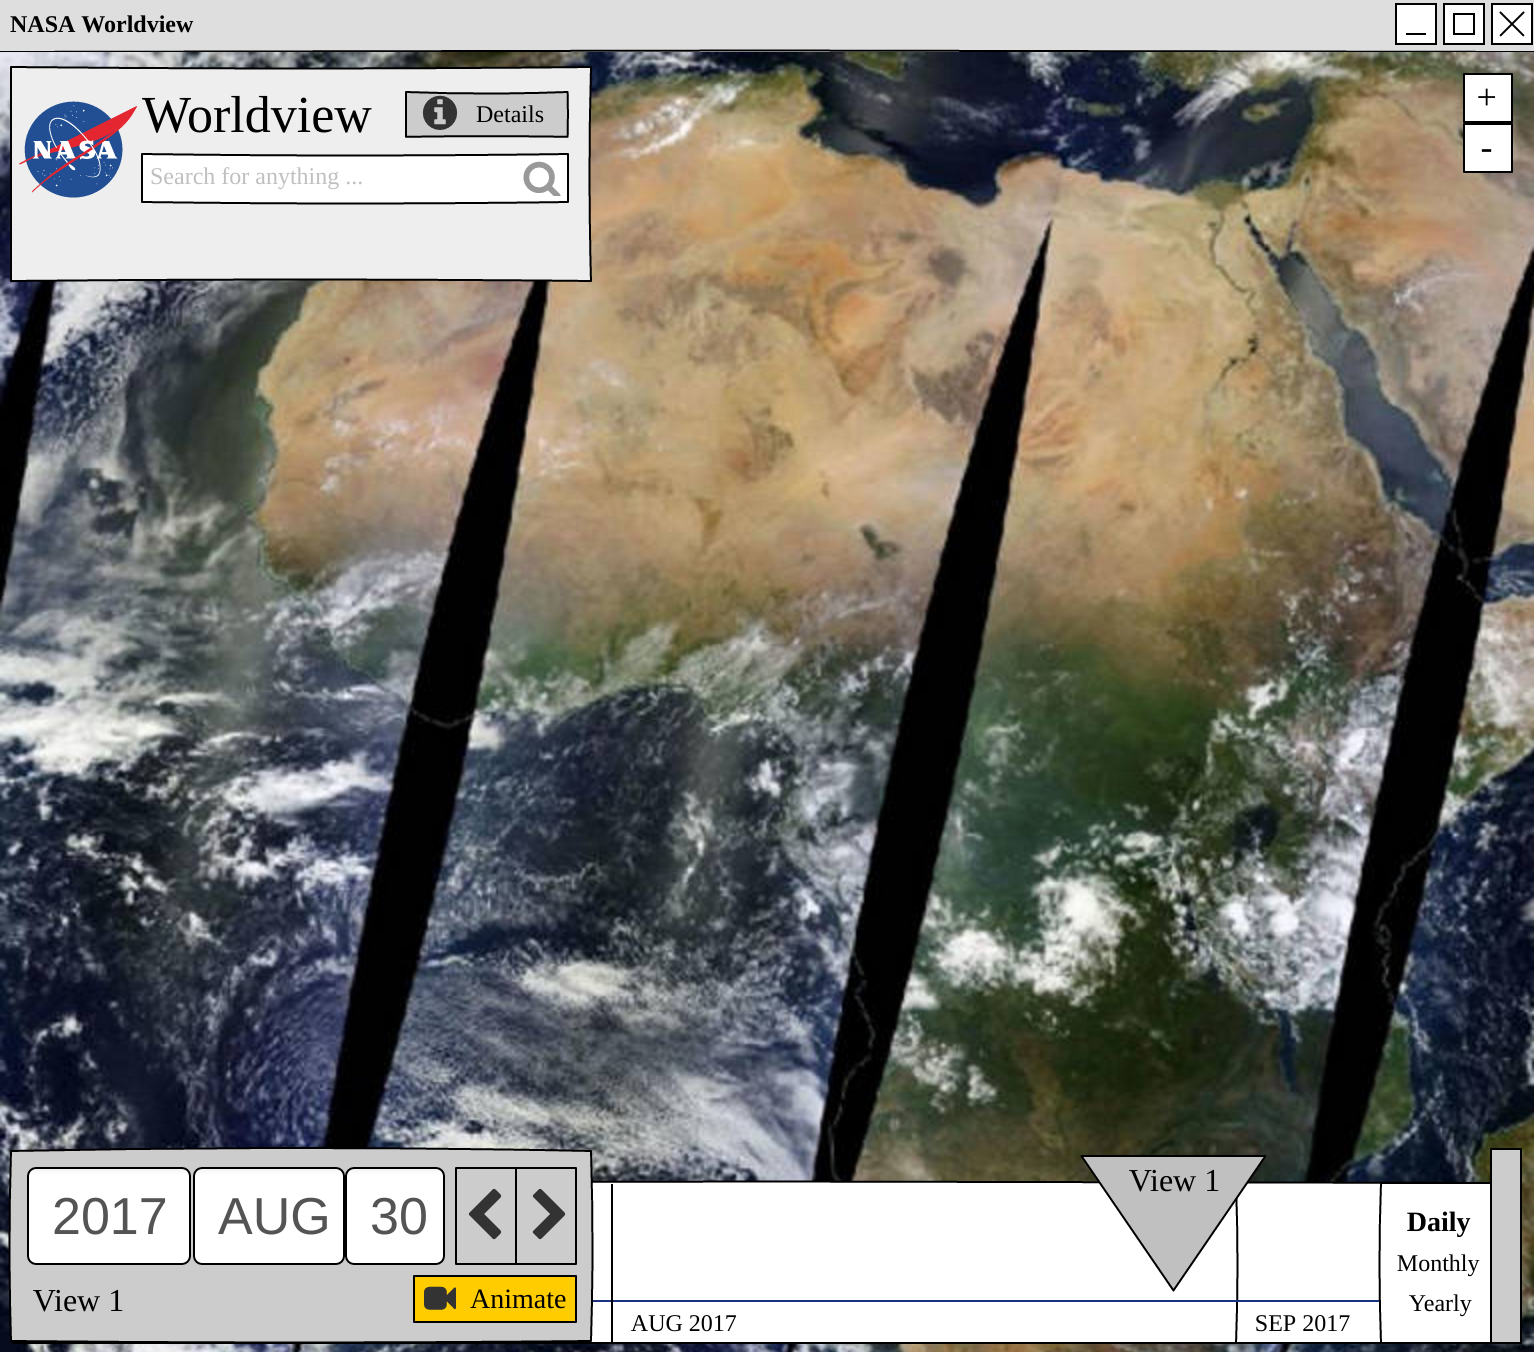 NASA Worldview
Worldview
Details
NASA
Search for anything ...
+
-
2017 AUG 30
View 1
Animate
View 1
AUG 2017
SEP 2017
Daily
Monthly
Yearly